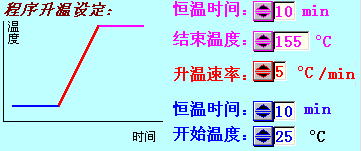 程序升温设定：
温度
时间
恒温时间: 10 min
结束温度: 155 °C
升温速率: 5 °C/min
恒温时间: 10 min
开始温度: 25 °C